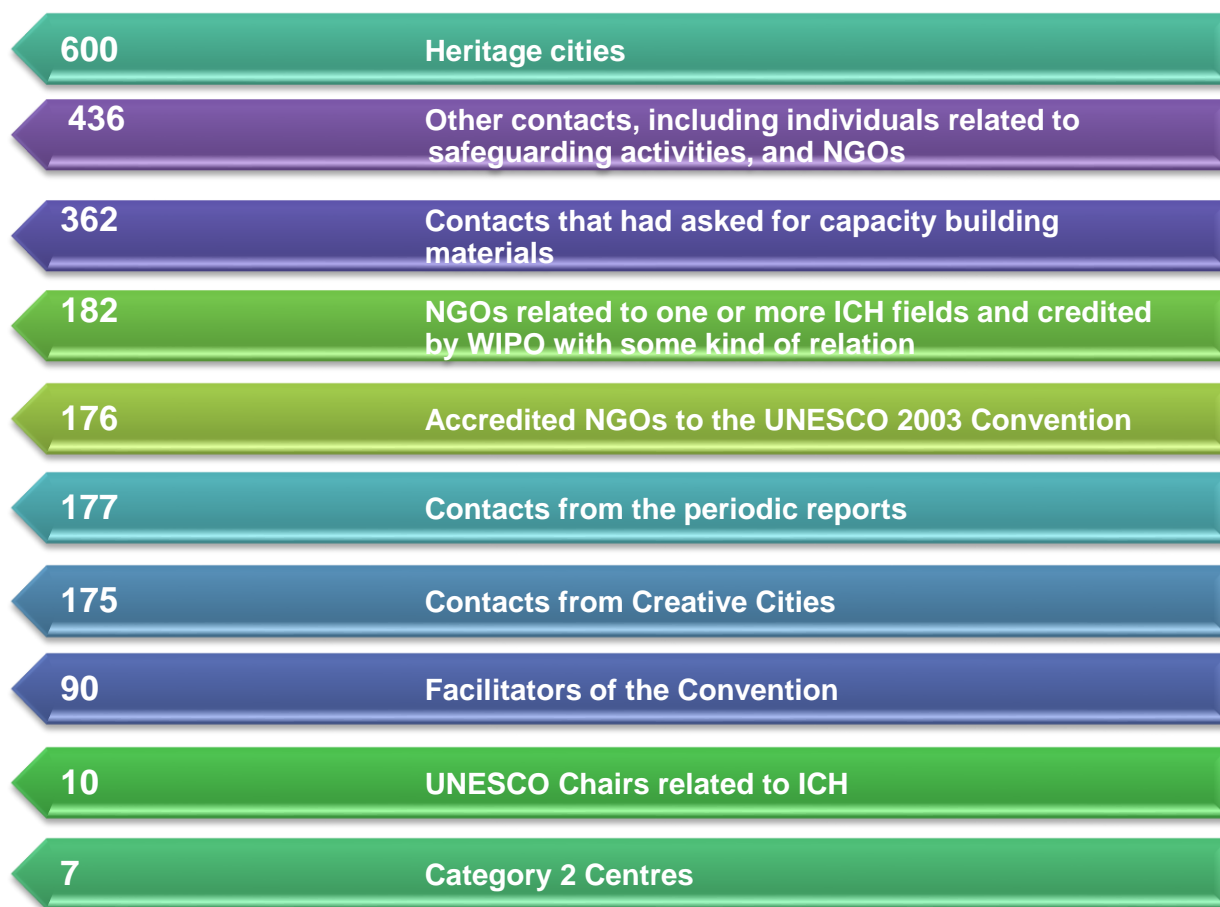 600 Heritage cities
436 Other contacts, including individuals related to
safeguarding activities, and NGOs
362 Contacts that had asked for capacity building
materials
182 NGOs related to one or more ICH fields and credited
by WIPO with some kind of relation
176 Accredited NGOs to the UNESCO 2003 Convention
177 Contacts from the periodic reports
175 Contacts from Creative Cities
90 Facilitators of the Convention
10 UNESCO Chairs related to ICH
7 Category 2 Centres